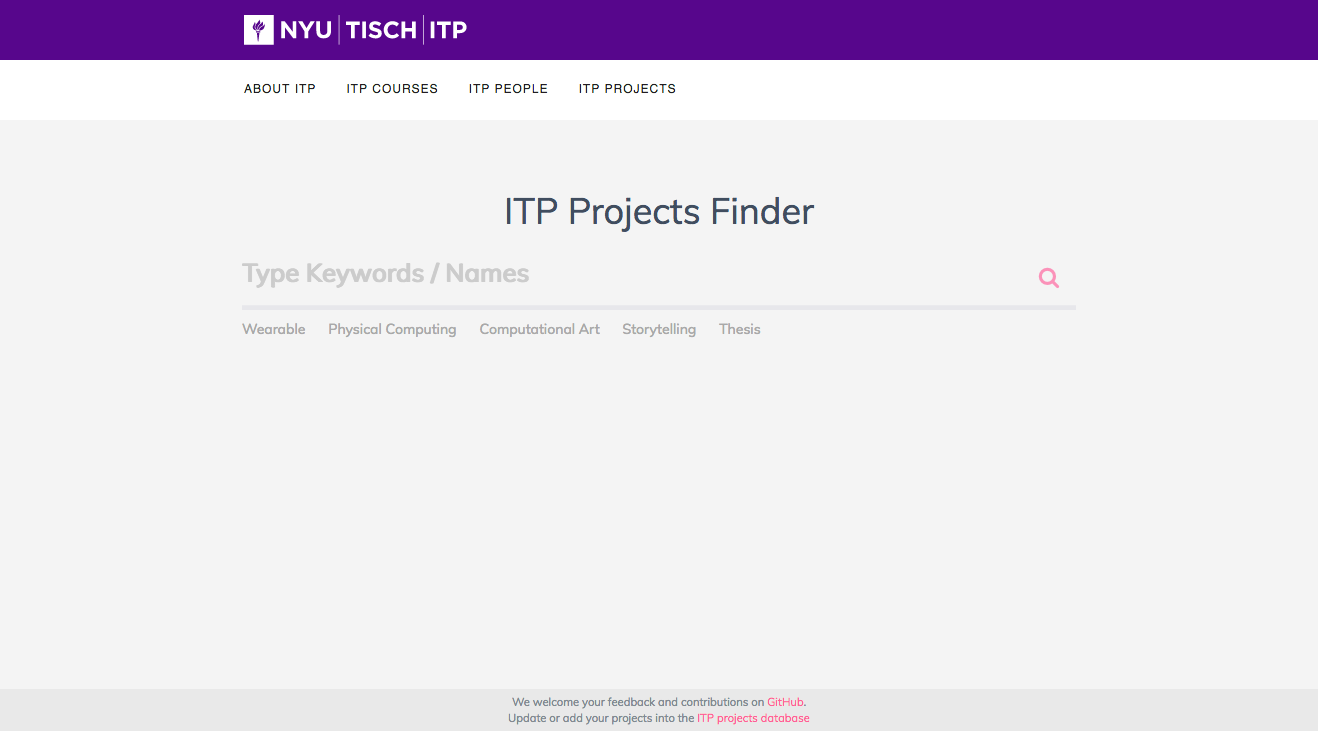 NYU TISCH ITP
ABOUT ITP ITP COURSES ITP PEOPLE ITP PROJECTS
ITP Projects Finder
Type Keywords / Names
Wearable Physical Computing Computational Art Storytelling Thesis
We welcome your feedback and contributions on GitHub.
Update or add your projects into the ITP projects database